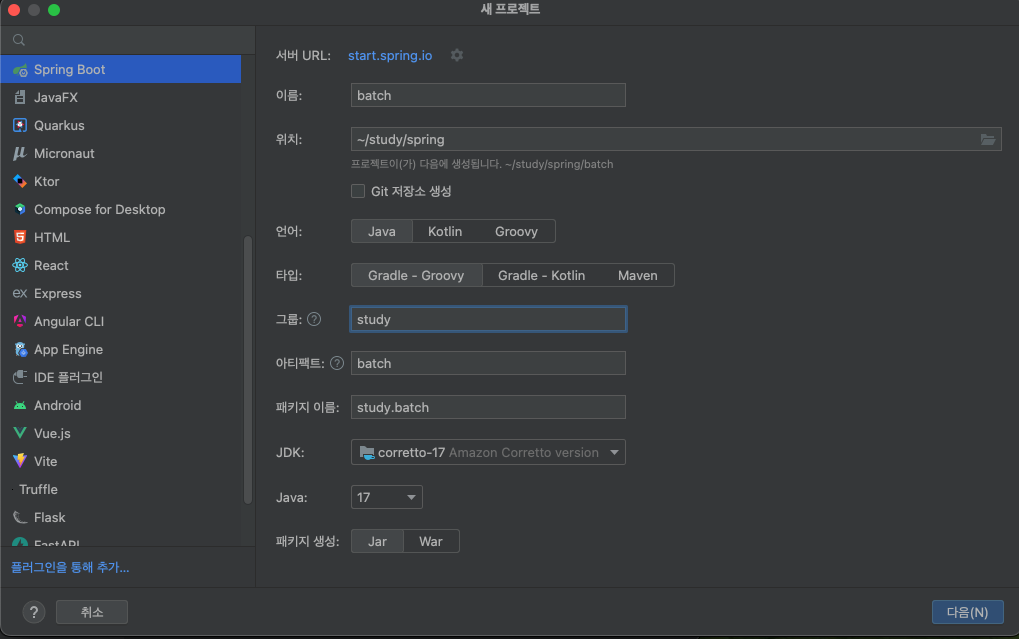 새 프로젝트
Spring Boot
JavaFX
Quarkus
Micronaut
Ktor
Compose for Desktop
HTML
React
Express
Angular CLI
App Engine
IDE 플러그인
Android
Vue.js
Vite
Truffle
Flask
FastAPI
플러그인을 통해 추가...
서버 URL: start.spring.io
이름: batch
위치: ~/study/spring
프로젝트이(가) 다음에 생성됩니다. ~/study/spring/batch
Git 저장소 생성
언어: Java Kotlin Groovy
타입: Gradle - Groovy Gradle - Kotlin Maven
그룹: ? study
아티팩트: ? batch
패키지 이름: study.batch
JDK: corretto-17 Amazon Corretto version
Java: 17
패키지 생성: Jar War
? 취소 다음(N)